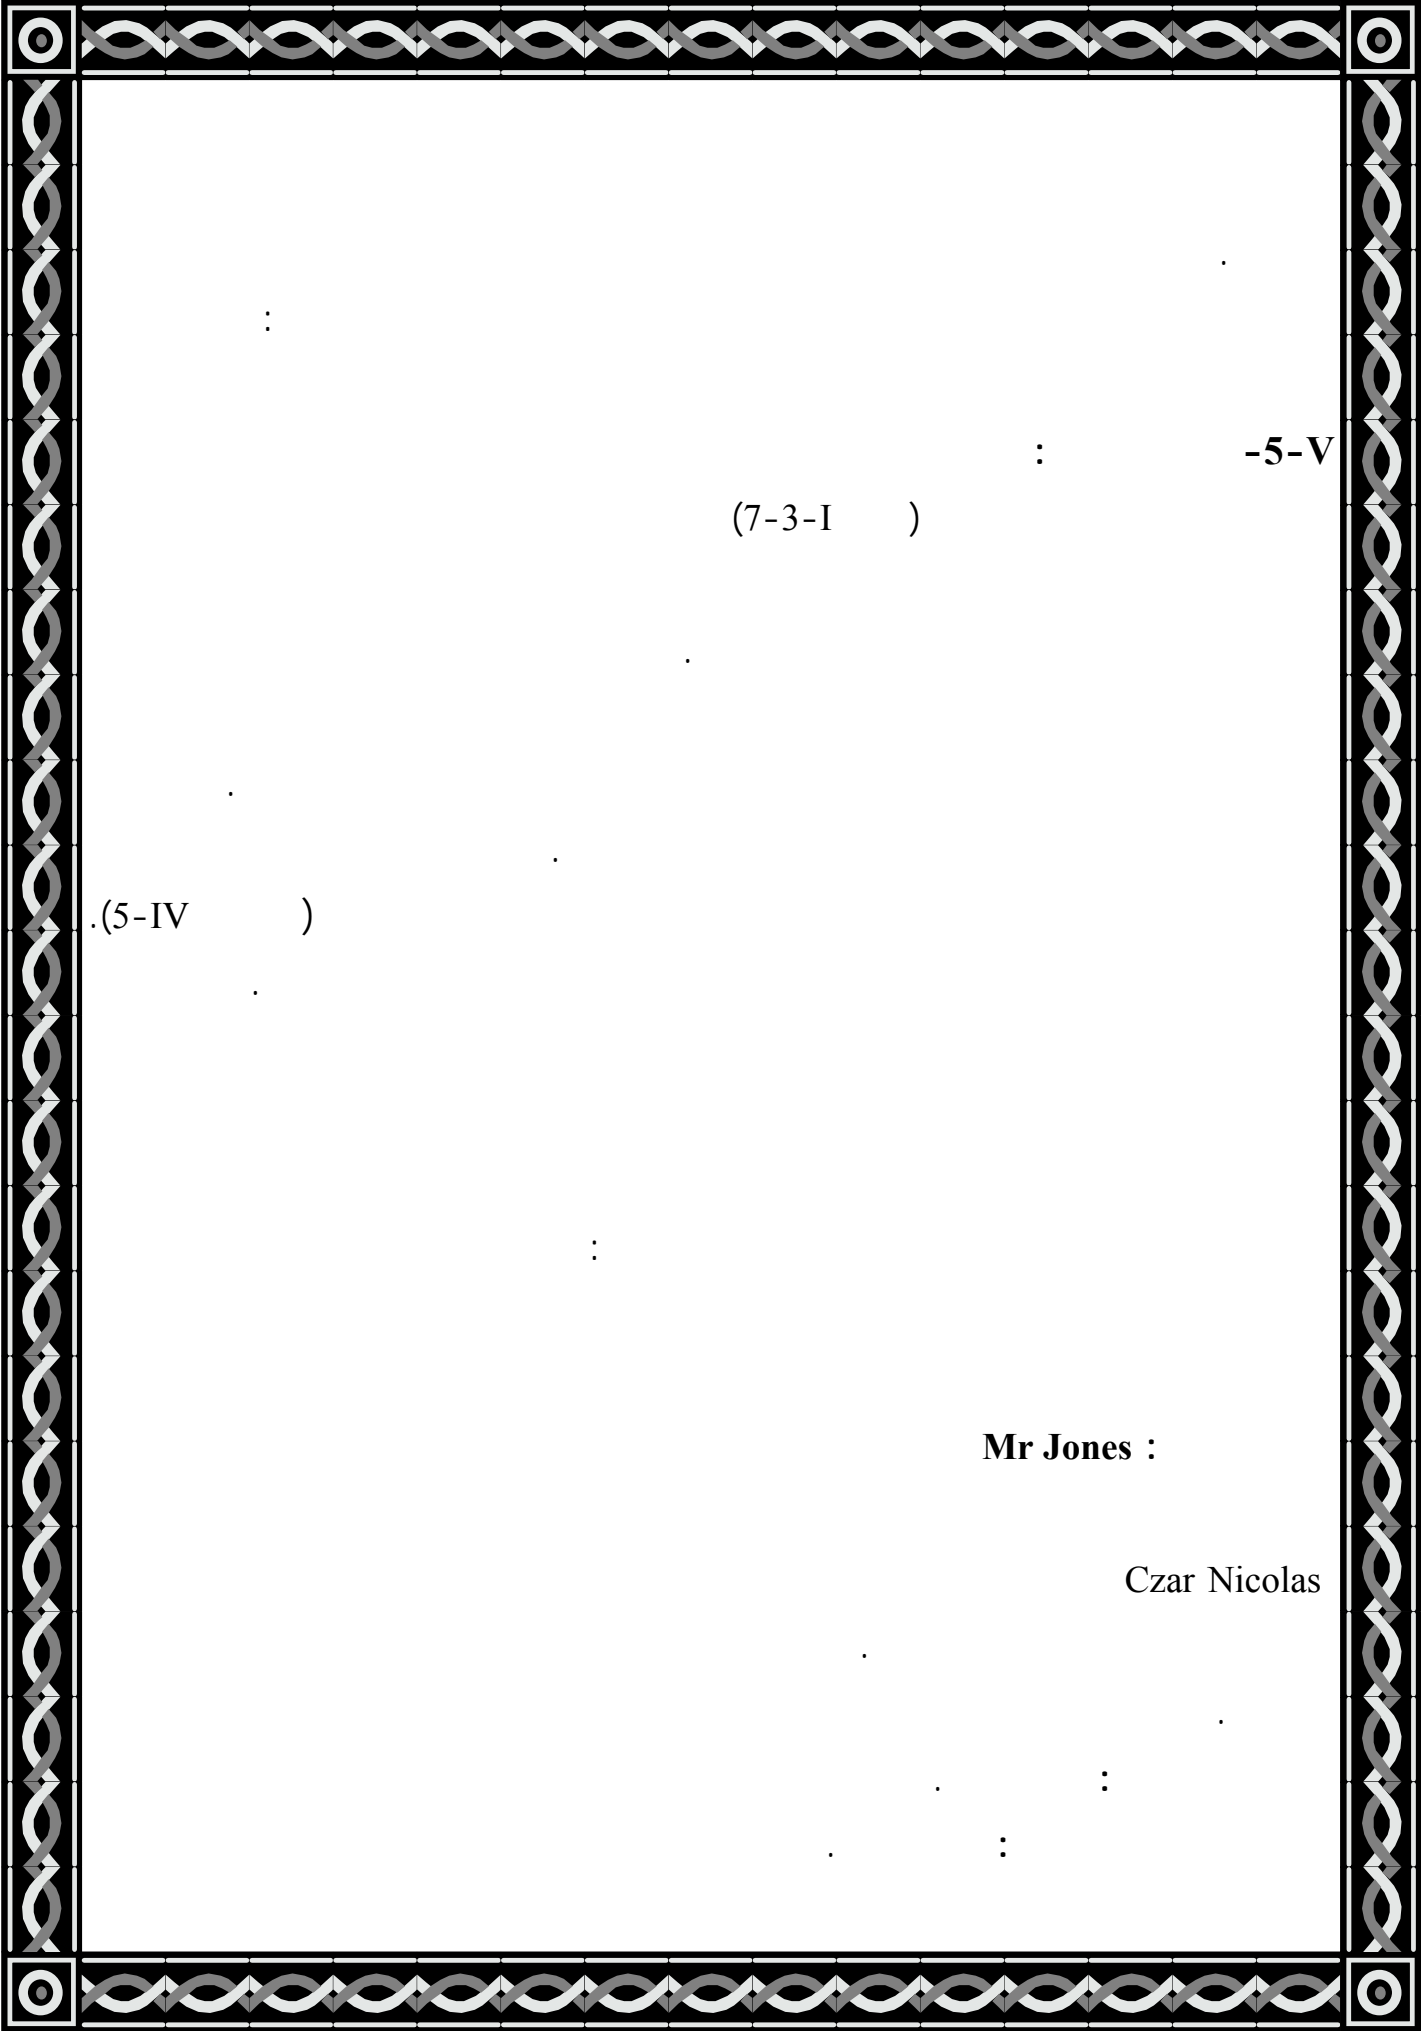 .
:
-5-V :
(7-3-I )
.
.
.
.(5-IV )
.
:
Mr Jones :
Czar Nicolas
.
.
: .
: .